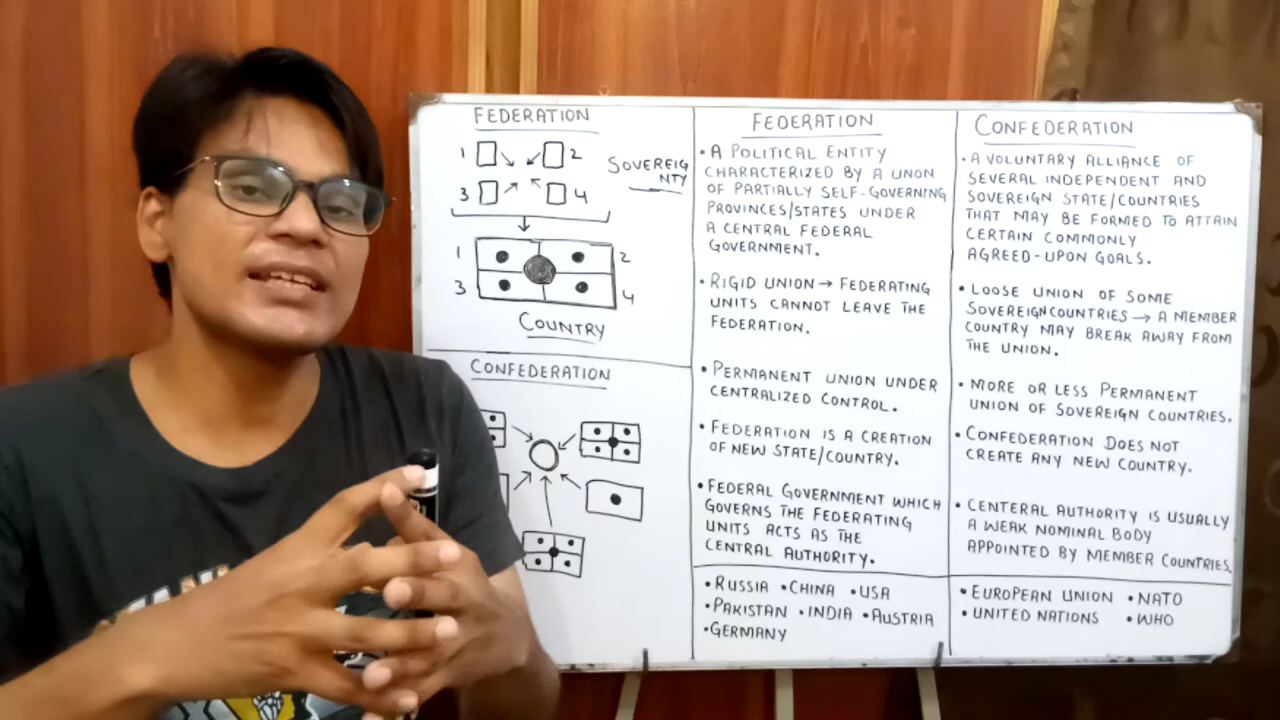 FEDERATION
1 2
3 4
SOVEREIG
NTY
1 2
3 4
COUNTRY
CONFEDERATION
FEDERATION
• A POLITICAL ENTITY
CHARACTERIZED BY A UNON
OF PARTIALLY SELF-GOVERNING
PROVINCES/STATES UNDER
A CENTRAL FEDERAL
GOVERNMENT.
• RIGID UNION → FEDERATING
UNITS CANNOT LEAVE THE
FEDERATION.
• PERMANENT UNION UNDER
CENTRALIZED CONTROL.
• FEDERATION IS A CREATION
OF NEW STATE/COUNTRY.
• FEDERAL GOVERNMENT WHICH
GOVERNS THE FEDERATING
UNITS ACTS AS THE
CENTRAL AUTHORITY.
• RUSSIA • CHINA • USA
• PAKISTAN • INDIA • AUSTRIA
• GERMANY
CONFEDERATION
• A VOLUNTARY ALLIANCE OF
SEVERAL INDEPENDENT AND
SOVEREIGN STATE/COUNTRIES
THAT MAY BE FORMED TO ATTAIN
CERTAIN COMMONLY
AGREED-UPON GOALS.
• LOOSE UNION OF SOME
SOVEREIGN COUNTRIES → A MEMBER
COUNTRY MAY BREAK AWAY FROM
THE UNION.
• MORE OR LESS PERMANENT
UNION OF SOVEREIGN COUNTRIES.
• CONFEDERATION DOES NOT
CREATE ANY NEW COUNTRY.
• CENTERAL AUTHORITY IS USUALLY
A WEAK NOMINAL BODY
APPOINTED BY MEMBER COUNTRIES.
• EUROPEAN UNION • NATO
• UNITED NATIONS • WHO